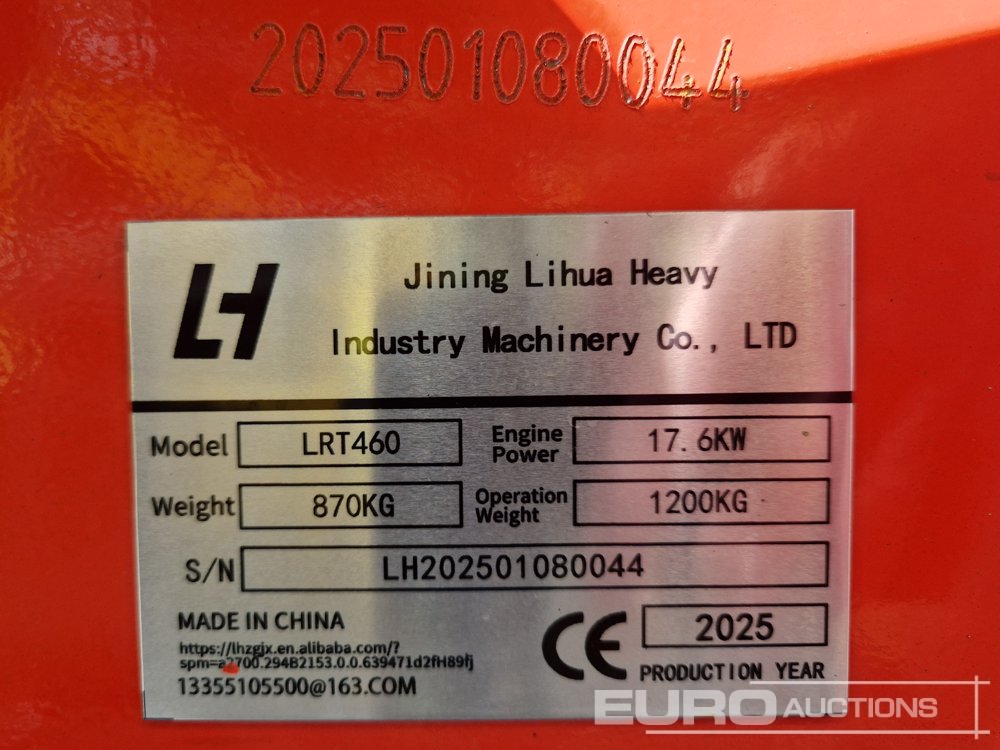 202501080044
LH
Jining Lihua Heavy
Industry Machinery Co., LTD
Model LRT460 Engine Power 17.6KW
Weight 870KG Operation Weight 1200KG
S/N LH202501080044
MADE IN CHINA
https://lhzgjx.en.alibaba.com/?
spm=a2700.294B2153.0.0.639471d2fH89fj
13355105500@163.COM
CE 2025
PRODUCTION YEAR
EURO AUCTIONS